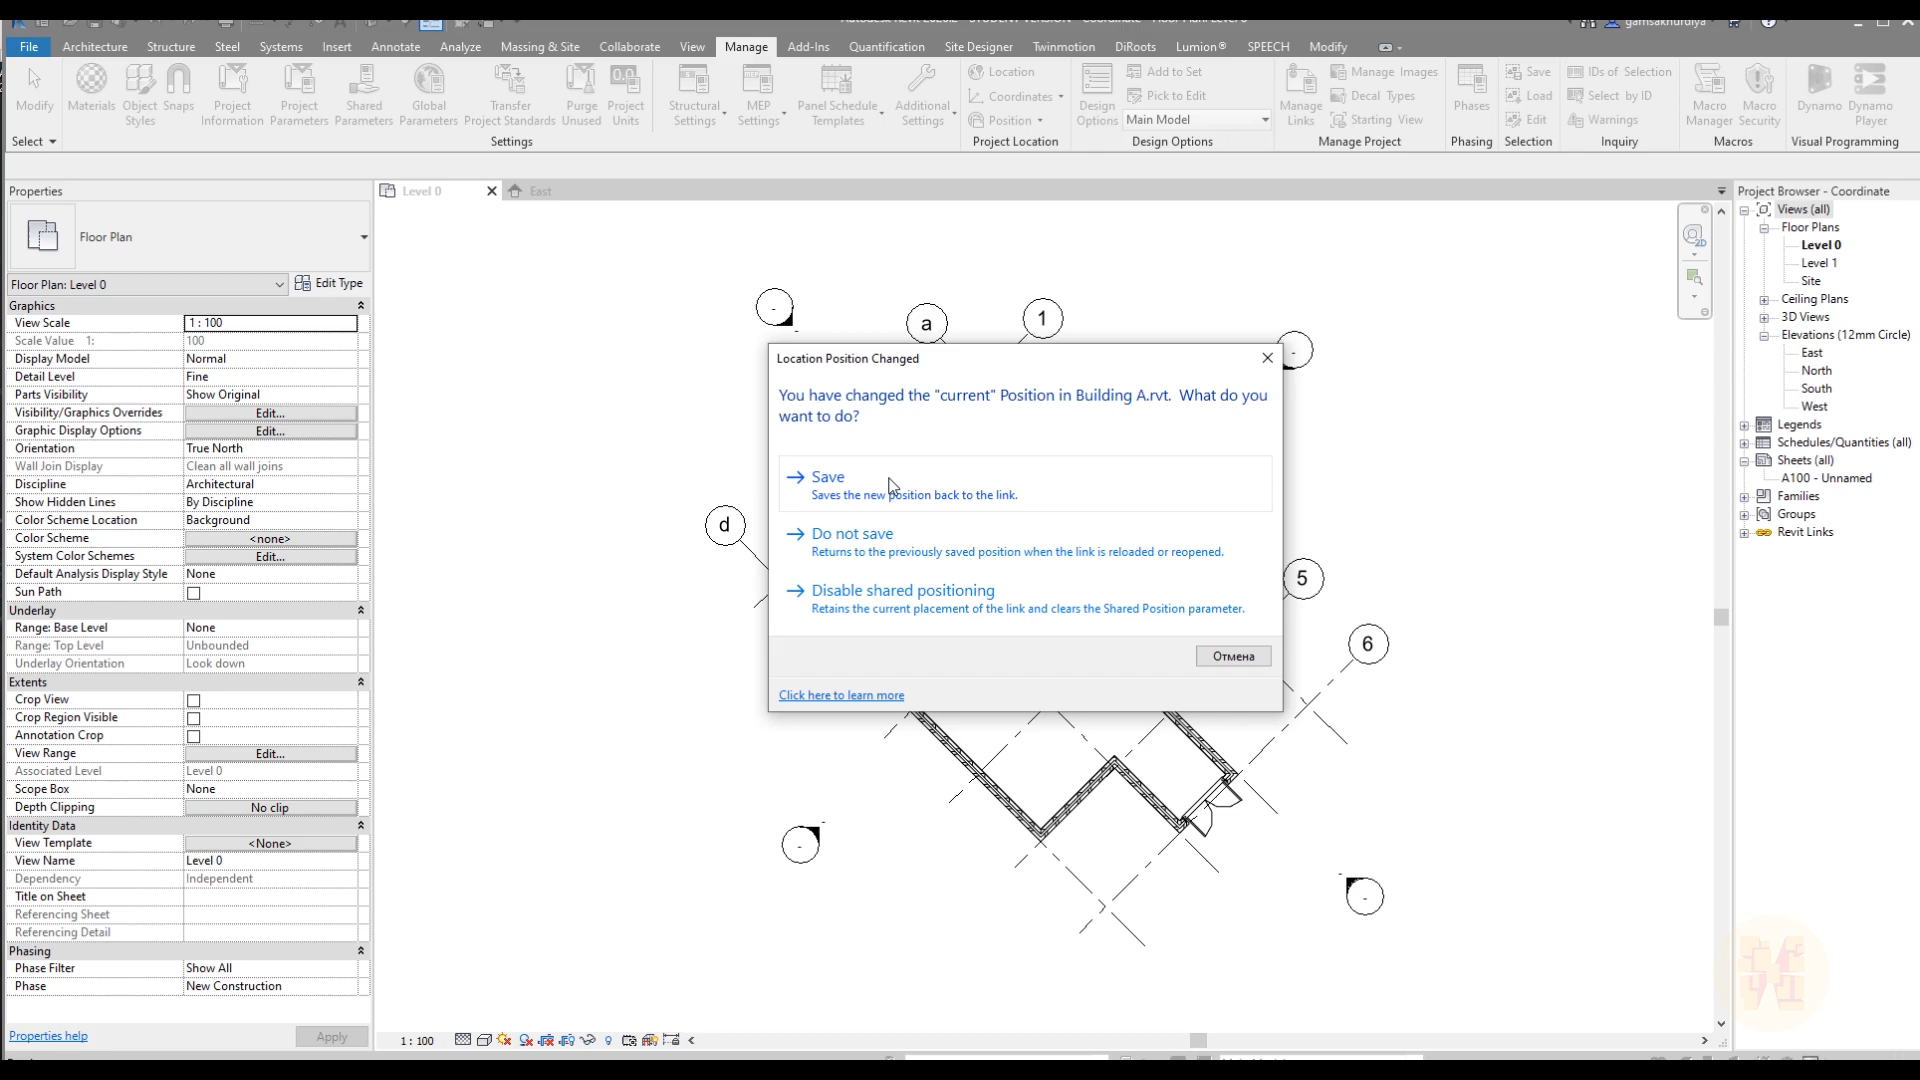 File Architecture Structure Steel Systems Insert Annotate Analyze Massing & Site Collaborate View Manage Add-Ins Quantification Site Designer Twinmotion DiRoots Lumion® SPEECH Modify
Modify
Materials
Object Styles
Snaps
Project Information
Project Parameters
Shared Parameters
Global Parameters
Transfer Project Standards
Purge Unused
Project Units
Structural Settings
MEP Settings
Panel Schedule Templates
Additional Settings
Location
Coordinates
Position
Design Options
Add to Set
Pick to Edit
Main Model
Manage Links
Manage Images
Decal Types
Starting View
Phases
Save
Load
Edit
IDs of Selection
Select by ID
Warnings
Macro Manager
Macro Security
Dynamo
Dynamo Player
Select
Settings
Project Location
Design Options
Manage Project
Phasing
Selection
Inquiry
Macros
Visual Programming
Properties
Floor Plan
Floor Plan: Level 0
Edit Type
Graphics
View Scale 1 : 100
Scale Value 1: 100
Display Model Normal
Detail Level Fine
Parts Visibility Show Original
Visibility/Graphics Overrides Edit...
Graphic Display Options Edit...
Orientation True North
Wall Join Display Clean all wall joins
Discipline Architectural
Show Hidden Lines By Discipline
Color Scheme Location Background
Color Scheme <none>
System Color Schemes Edit...
Default Analysis Display Style None
Sun Path
Underlay
Range: Base Level None
Range: Top Level Unbounded
Underlay Orientation Look down
Extents
Crop View
Crop Region Visible
Annotation Crop
View Range Edit...
Associated Level Level 0
Scope Box None
Depth Clipping No clip
Identity Data
View Template <None>
View Name Level 0
Dependency Independent
Title on Sheet
Referencing Sheet
Referencing Detail
Phasing
Phase Filter Show All
Phase New Construction
Properties help
Apply
Level 0
East
a
1
d
5
6
Location Position Changed
You have changed the "current" Position in Building A.rvt. What do you
want to do?
Save
Saves the new position back to the link.
Do not save
Returns to the previously saved position when the link is reloaded or reopened.
Disable shared positioning
Retains the current placement of the link and clears the Shared Position parameter.
Отмена
Click here to learn more
1 : 100
2D
Project Browser - Coordinate
Views (all)
Floor Plans
Level 0
Level 1
Site
Ceiling Plans
3D Views
Elevations (12mm Circle)
East
North
South
West
Legends
Schedules/Quantities (all)
Sheets (all)
A100 - Unnamed
Families
Groups
Revit Links